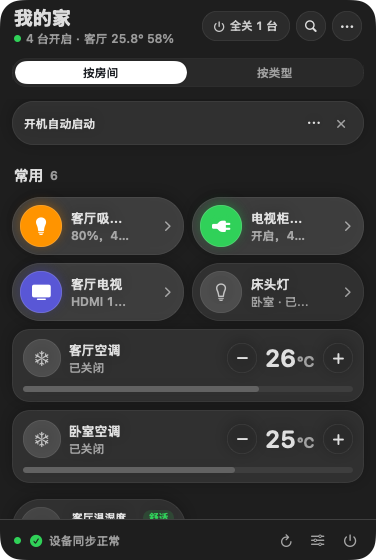 我的家
4 台开启 · 客厅 25.8° 58%
全关 1 台
按房间
按类型
开机自动启动
常用 6
客厅吸...
80%，4...
电视柜...
开启，4...
客厅电视
HDMI 1...
床头灯
卧室 · 已...
客厅空调
已关闭
26°C
卧室空调
已关闭
25°C
客厅温湿度
舒适
设备同步正常